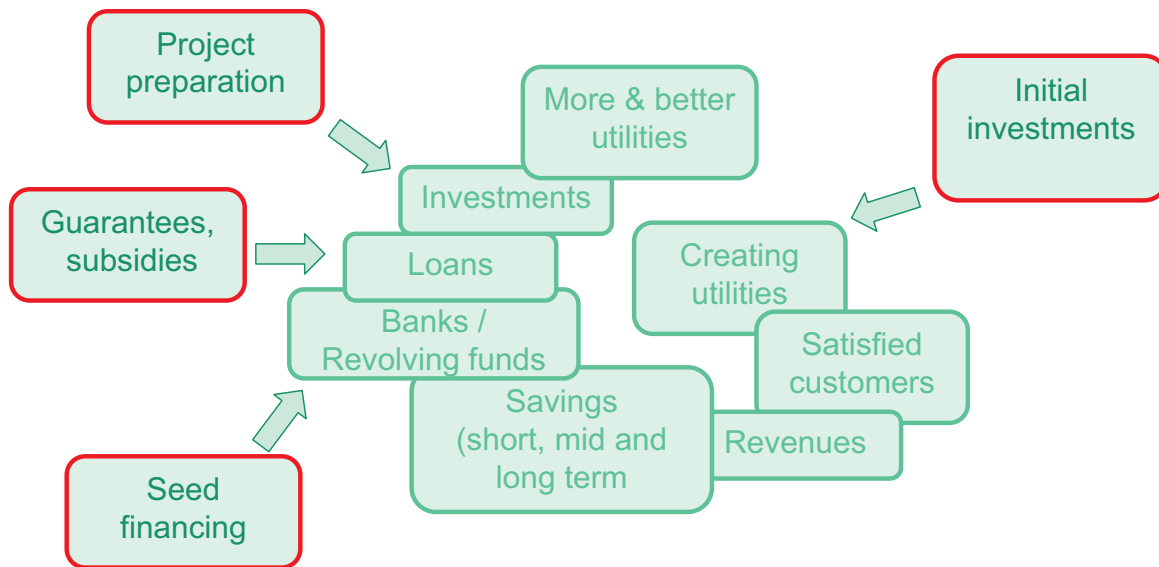 Project
preparation
More & better
utilities
Initial
investments
Investments
Guarantees,
subsidies
Loans
Creating
utilities
Banks /
Revolving funds
Satisfied
customers
Savings
(short, mid and
long term
Revenues
Seed
financing